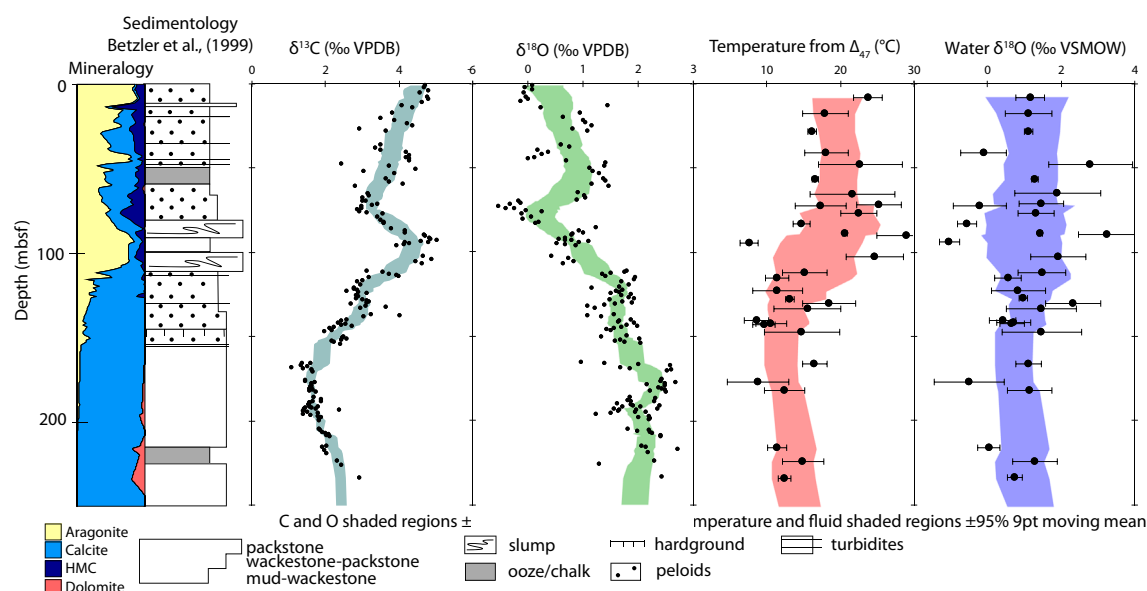 Sedimentology
Betzler et al., (1999)
Mineralogy
δ13C (‰ VPDB)
δ18O (‰ VPDB)
Temperature from Δ47 (°C)
Water δ18O (‰ VSMOW)
0 2 4 -6
0 2 3
10 20 30
0 2 4
0
100
200
Depth (mbsf)
C and O shaded regions ±
mperature and fluid shaded regions ±95% 9pt moving mean
Aragonite
Calcite
HMC
Dolomite
packstone
wackestone-packstone
mud-wackestone
slump
ooze/chalk
hardground
peloids
turbidites